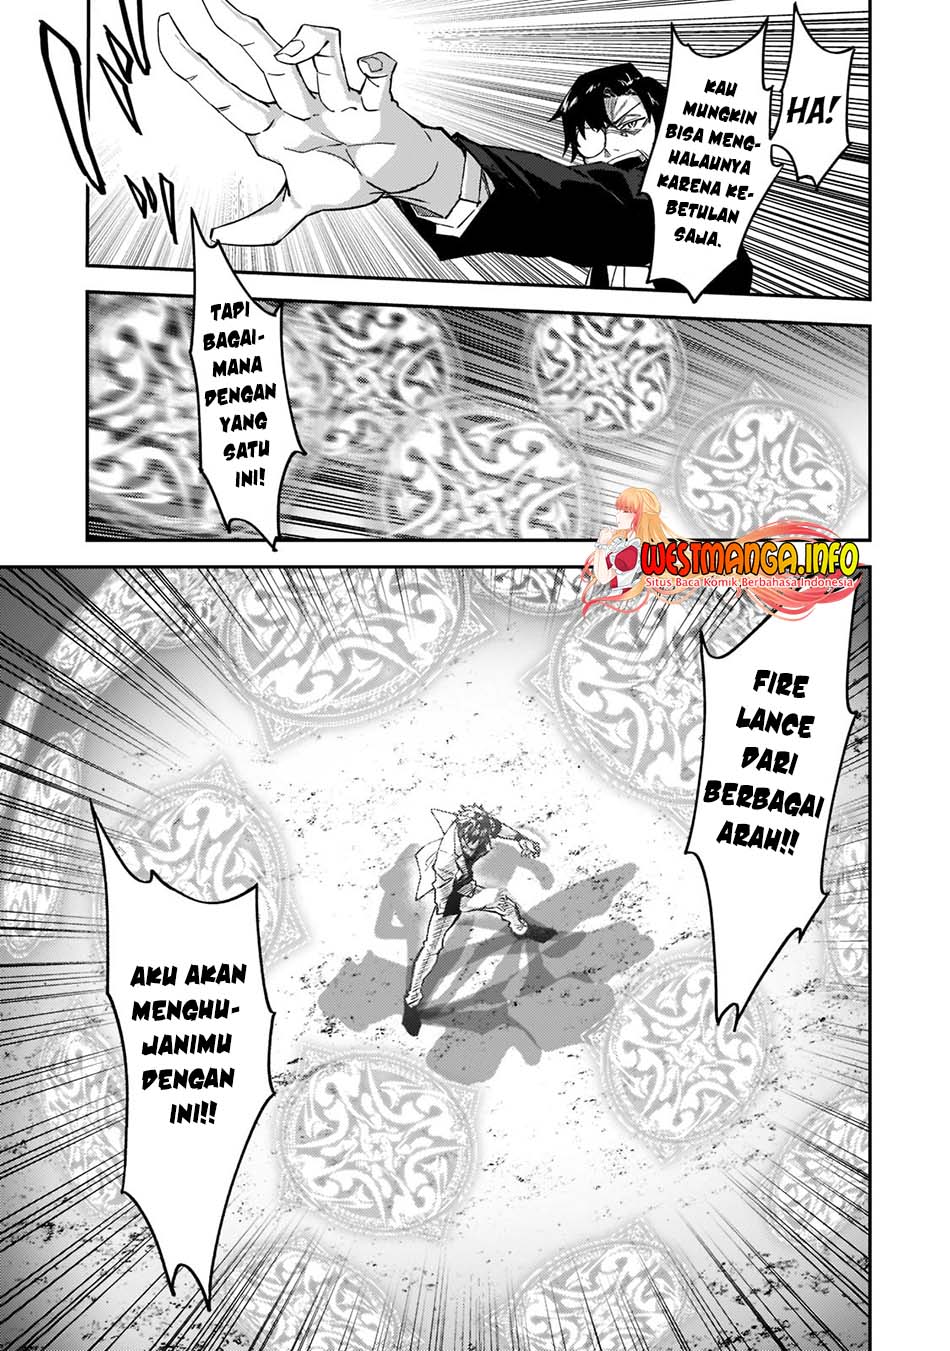 HA!
KAU
MUNGKIN
BISA MENG-
HALAUNYA
KARENA KE-
BETULAN
SAJA.
TAPI
BAGAI-
MANA
DENGAN
YANG
SATU
INI!
WESTMANGA.INFO
Situs Baca Komik Berbahasa Indonesia
FIRE
LANCE
DARI
BERBAGAI
ARAH!!
AKU AKAN
MENGHU-
JANIMU
DENGAN
INI!!